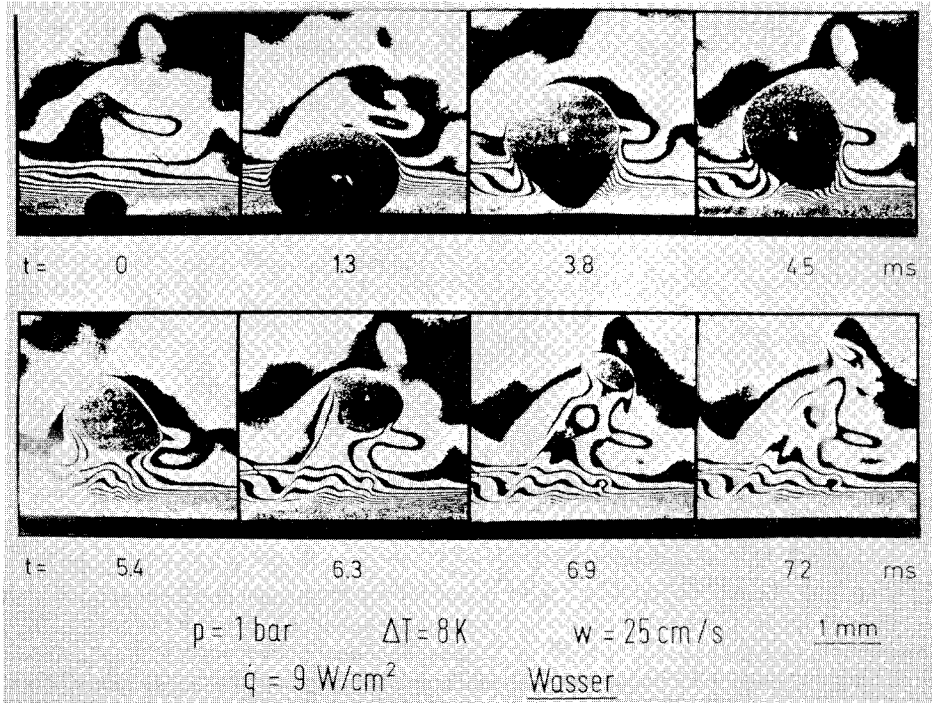 t = 0 1.3 3.8 4.5 ms
t = 5.4 6.3 6.9 7.2 ms
p = 1 bar ΔT = 8 K w = 25 cm/s 1 mm
q̇ = 9 W/cm² Wasser